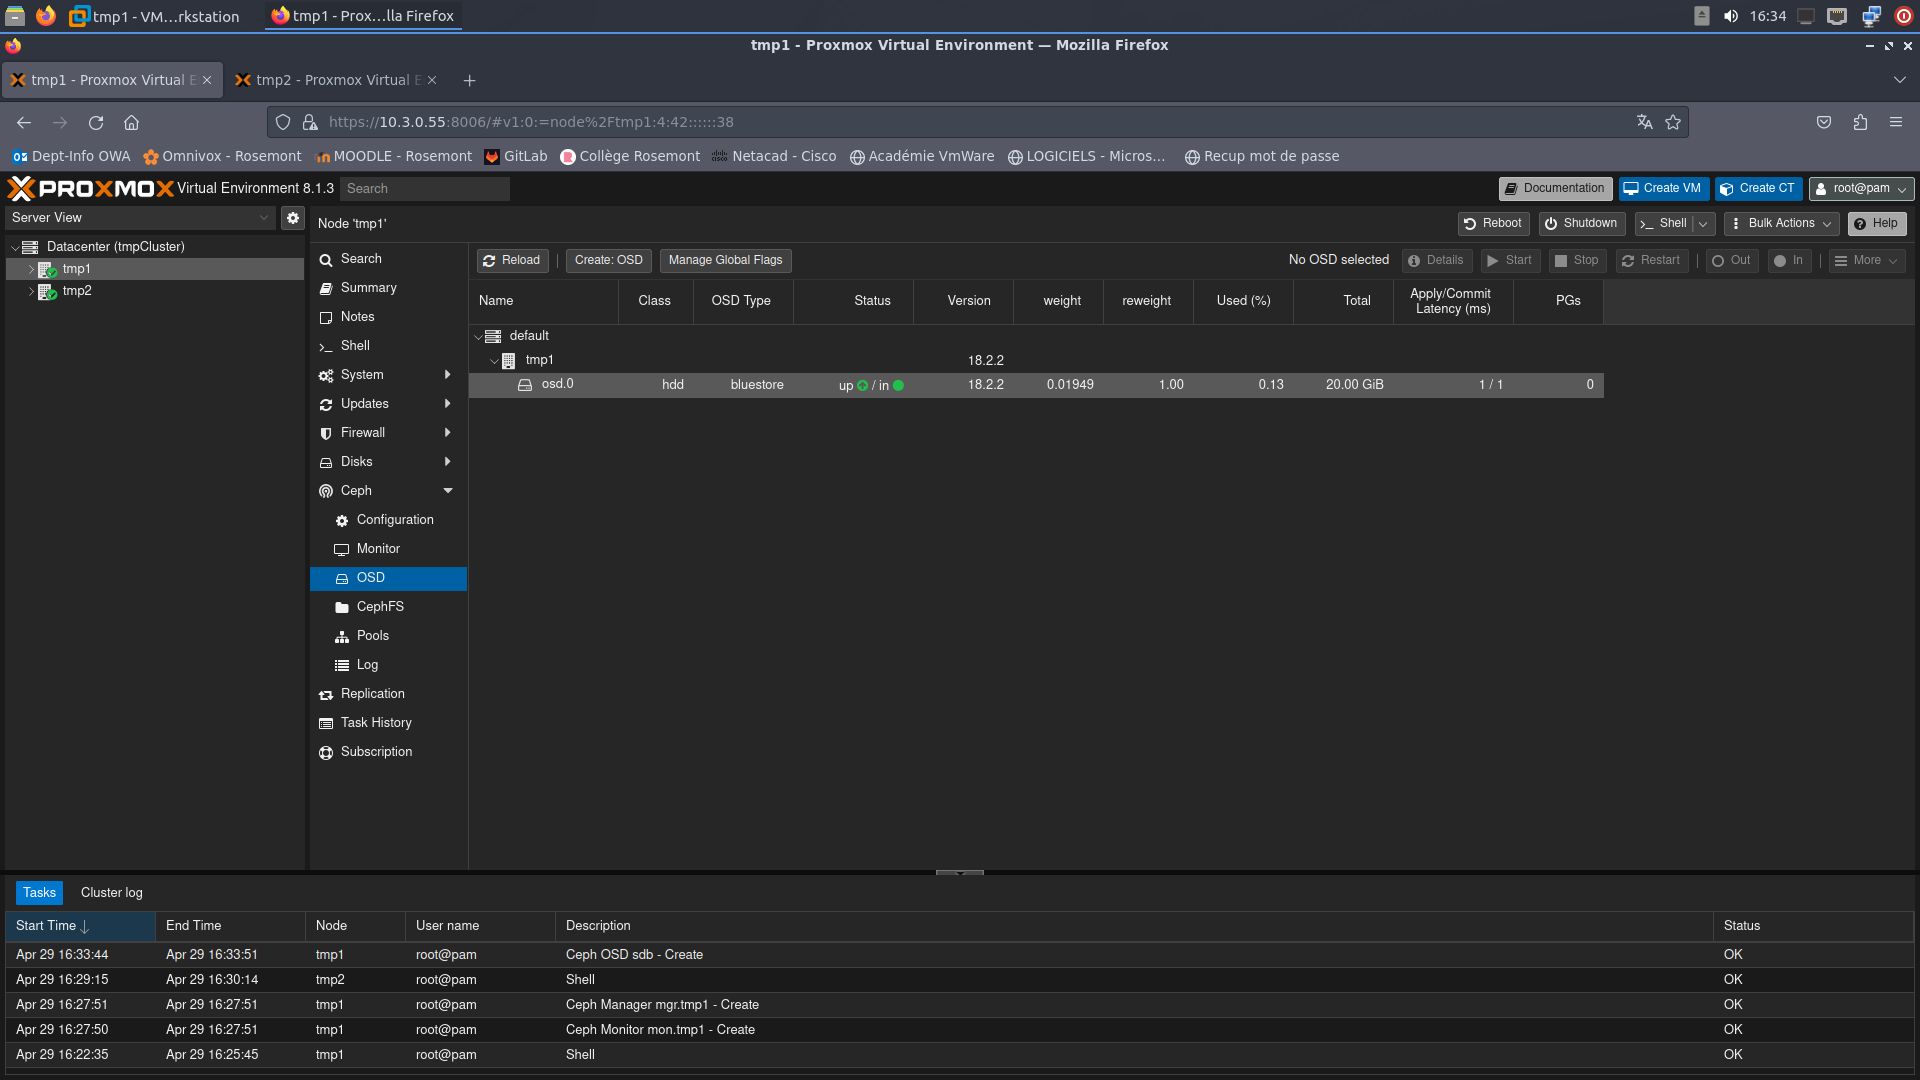 tmp1 - VM...rkstation
tmp1 - Prox...lla Firefox
16:34
tmp1 - Proxmox Virtual Environment — Mozilla Firefox
tmp1 - Proxmox Virtual E
tmp2 - Proxmox Virtual E
https://10.3.0.55:8006/#v1:0:=node%2Ftmp1:4:42::::::38
Dept-Info OWA Omnivox - Rosemont MOODLE - Rosemont GitLab Collège Rosemont Netacad - Cisco Académie VmWare LOGICIELS - Micros... Recup mot de passe
PROXMOX Virtual Environment 8.1.3 Search Documentation Create VM Create CT root@pam
Server View
Node 'tmp1' Reboot Shutdown Shell Bulk Actions Help
Datacenter (tmpCluster)
tmp1
tmp2
Search
Summary
Notes
Shell
System
Updates
Firewall
Disks
Ceph
Configuration
Monitor
OSD
CephFS
Pools
Log
Replication
Task History
Subscription
Reload Create: OSD Manage Global Flags No OSD selected Details Start Stop Restart Out In More
Name Class OSD Type Status Version weight reweight Used (%) Total Apply/Commit Latency (ms) PGs
default
tmp1 18.2.2
osd.0 hdd bluestore up / in 18.2.2 0.01949 1.00 0.13 20.00 GiB 1 / 1 0
Tasks Cluster log
Start Time End Time Node User name Description Status
Apr 29 16:33:44 Apr 29 16:33:51 tmp1 root@pam Ceph OSD sdb - Create OK
Apr 29 16:29:15 Apr 29 16:30:14 tmp2 root@pam Shell OK
Apr 29 16:27:51 Apr 29 16:27:51 tmp1 root@pam Ceph Manager mgr.tmp1 - Create OK
Apr 29 16:27:50 Apr 29 16:27:51 tmp1 root@pam Ceph Monitor mon.tmp1 - Create OK
Apr 29 16:22:35 Apr 29 16:25:45 tmp1 root@pam Shell OK